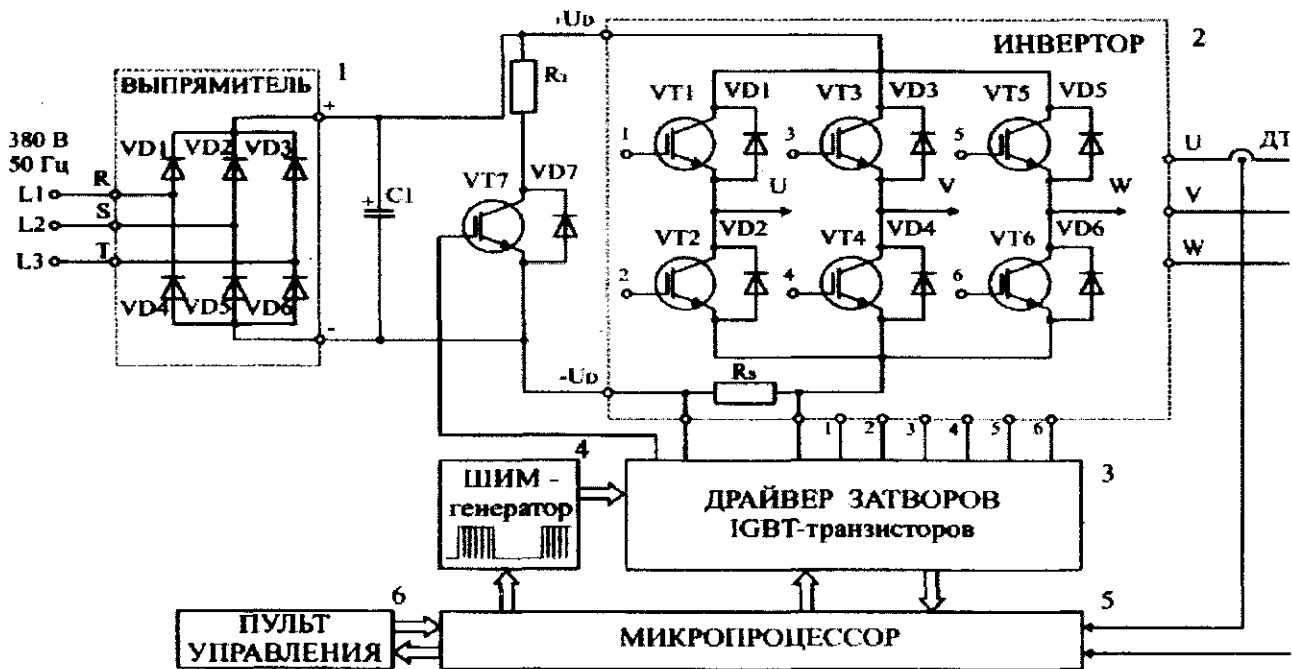 +UD
ИНВЕРТОР
2
ВЫПРЯМИТЕЛЬ
1
+
380 В
50 Гц
VD1
VD2
VD3
L1
R
L2
S
L3
T
VD4
VD5
VD6
-
C1
+
VT7
VD7
VT1
VD1
VT3
VD3
VT5
VD5
1
3
5
U
V
W
VT2
VD2
VT4
VD4
VT6
VD6
2
4
6
U
ДТ
V
W
-UD
Rs
1
2
3
4
5
6
4
ШИМ -
генератор
3
ДРАЙВЕР ЗАТВОРОВ
IGBT-транзисторов
6
ПУЛЬТ
УПРАВЛЕНИЯ
5
МИКРОПРОЦЕССОР